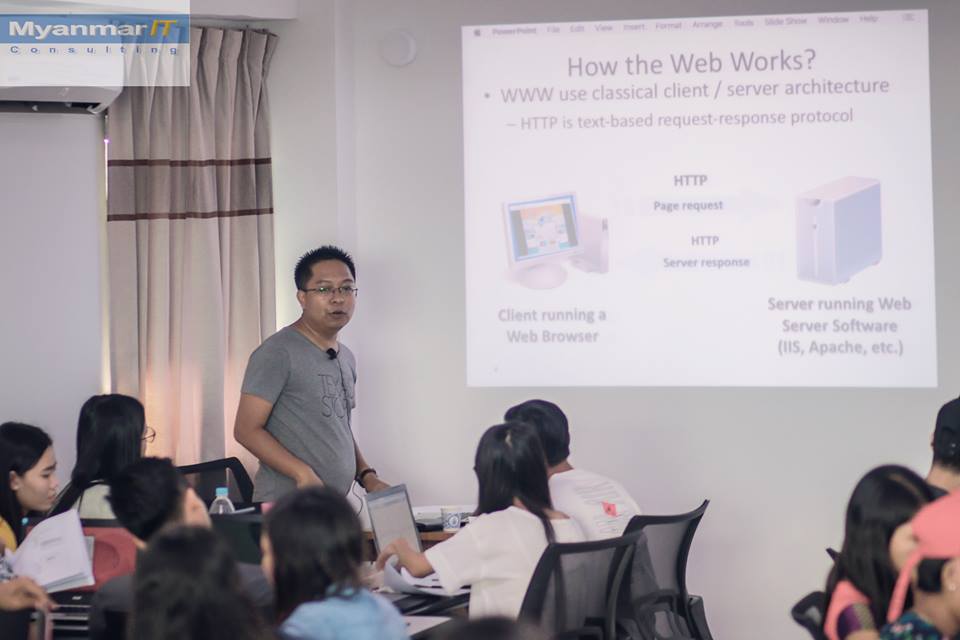 Myanmar IT
Consulting
PowerPoint File Edit View Insert Format Arrange Tools Slide Show Window Help
How the Web Works?
• WWW use classical client / server architecture
– HTTP is text-based request-response protocol
HTTP
Page request
HTTP
Server response
Client running a
Web Browser
Server running Web
Server Software
(IIS, Apache, etc.)